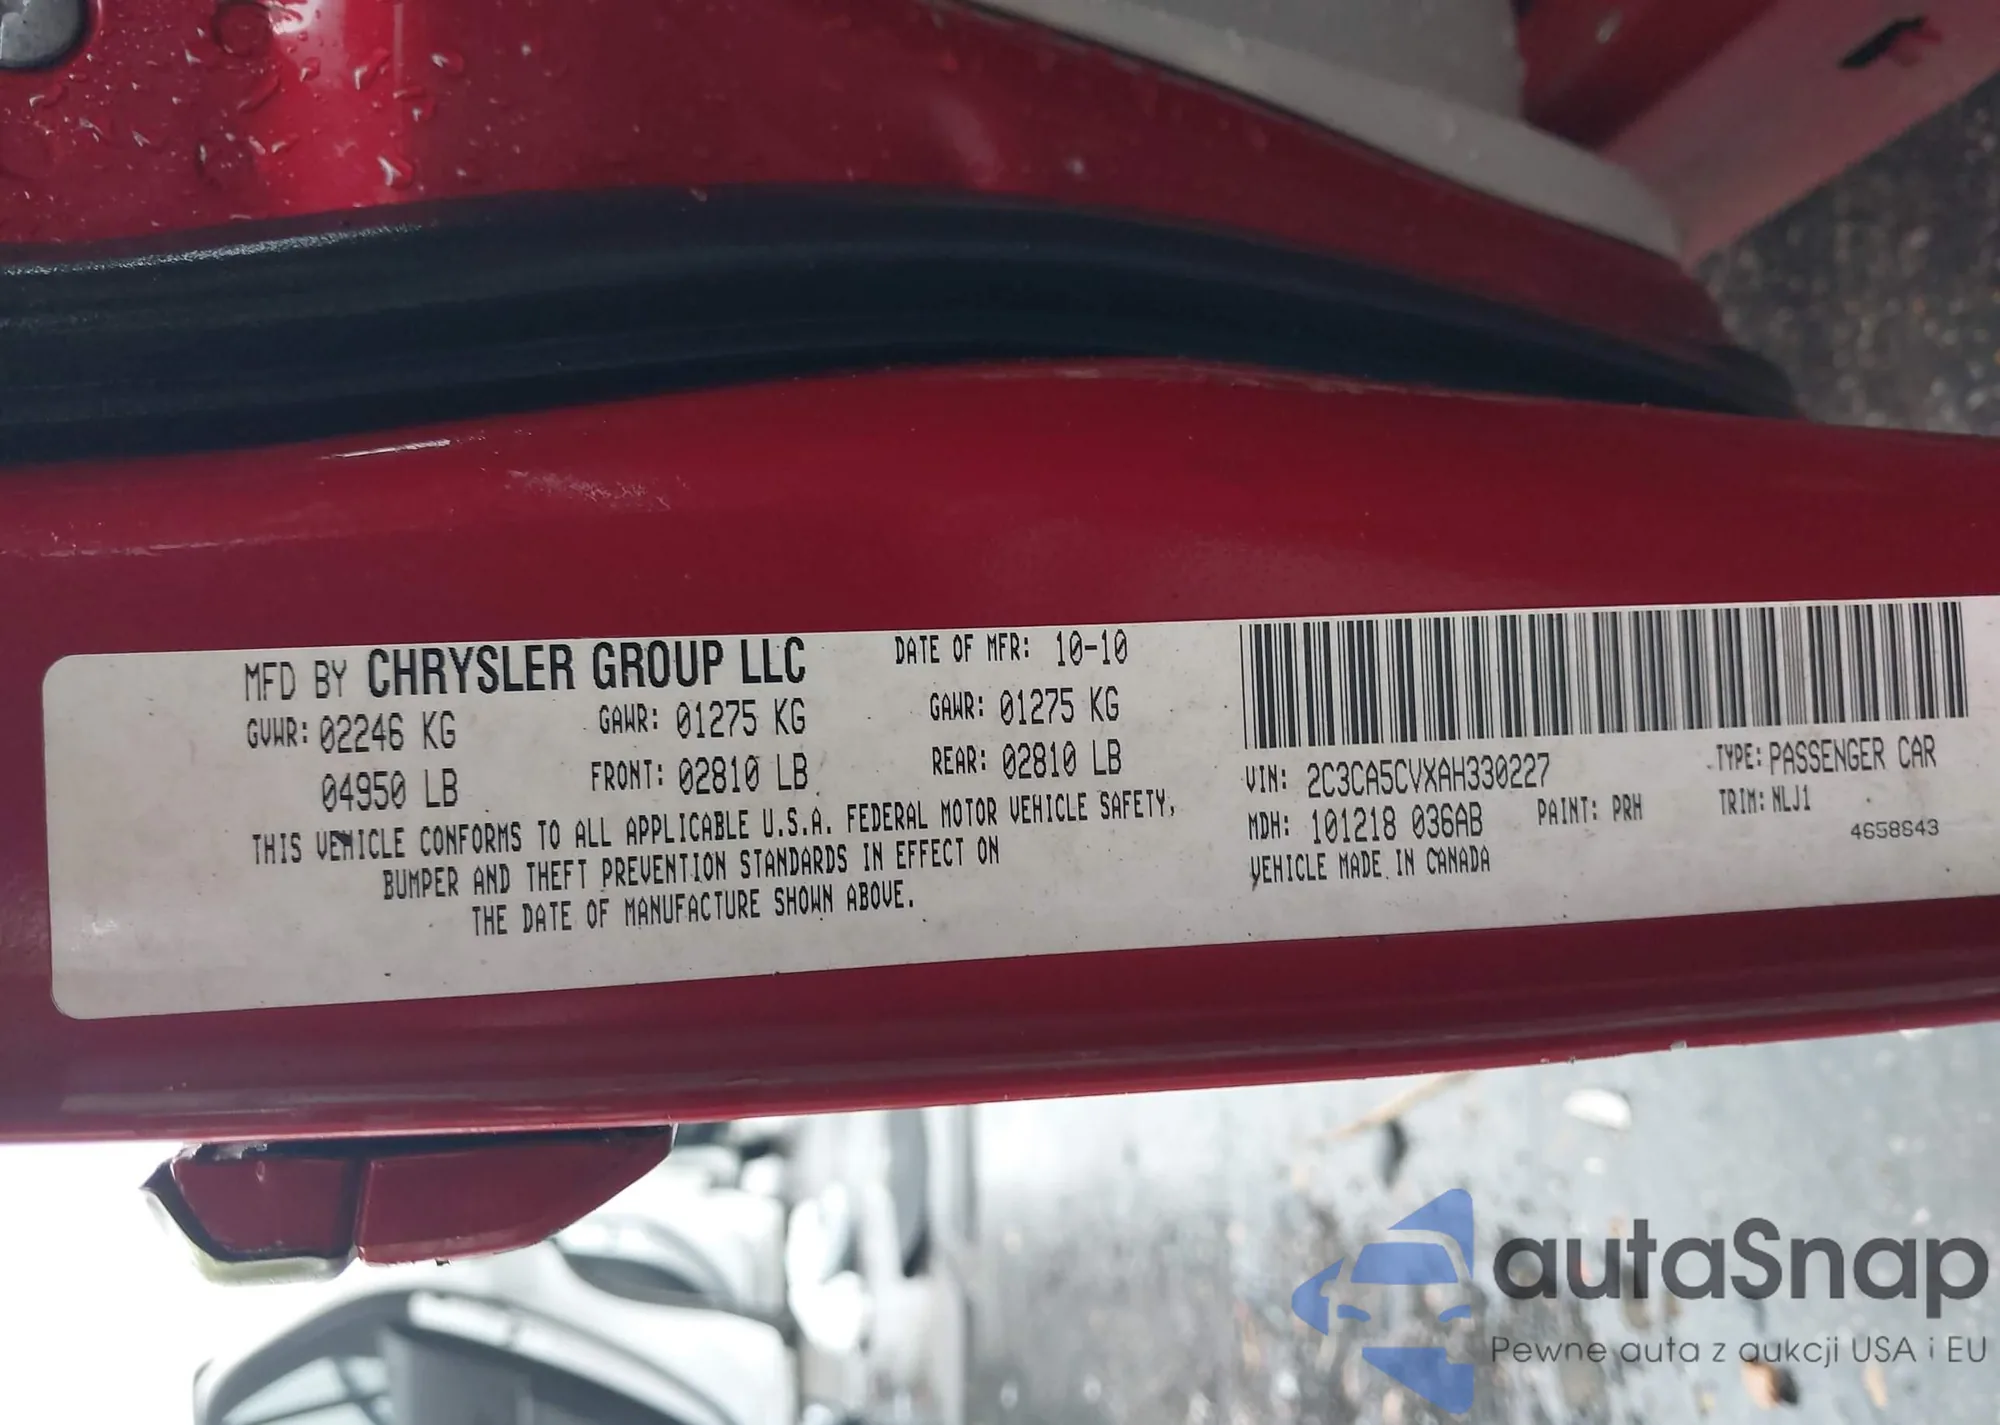 MFD BY CHRYSLER GROUP LLC
DATE OF MFR: 10-10
GVWR: 02246 KG
GAWR: 01275 KG
GAWR: 01275 KG
04950 LB
FRONT: 02810 LB
REAR: 02810 LB
THIS VEHICLE CONFORMS TO ALL APPLICABLE U.S.A. FEDERAL MOTOR VEHICLE SAFETY,
BUMPER AND THEFT PREVENTION STANDARDS IN EFFECT ON
THE DATE OF MANUFACTURE SHOWN ABOVE.
VIN: 2C3CA5CVXAH330227
TYPE: PASSENGER CAR
MDH: 101218 036AB
PAINT: PRH
TRIM: NLJ1
VEHICLE MADE IN CANADA
4658643
autaSnap
Pewne auta z aukcji USA i EU